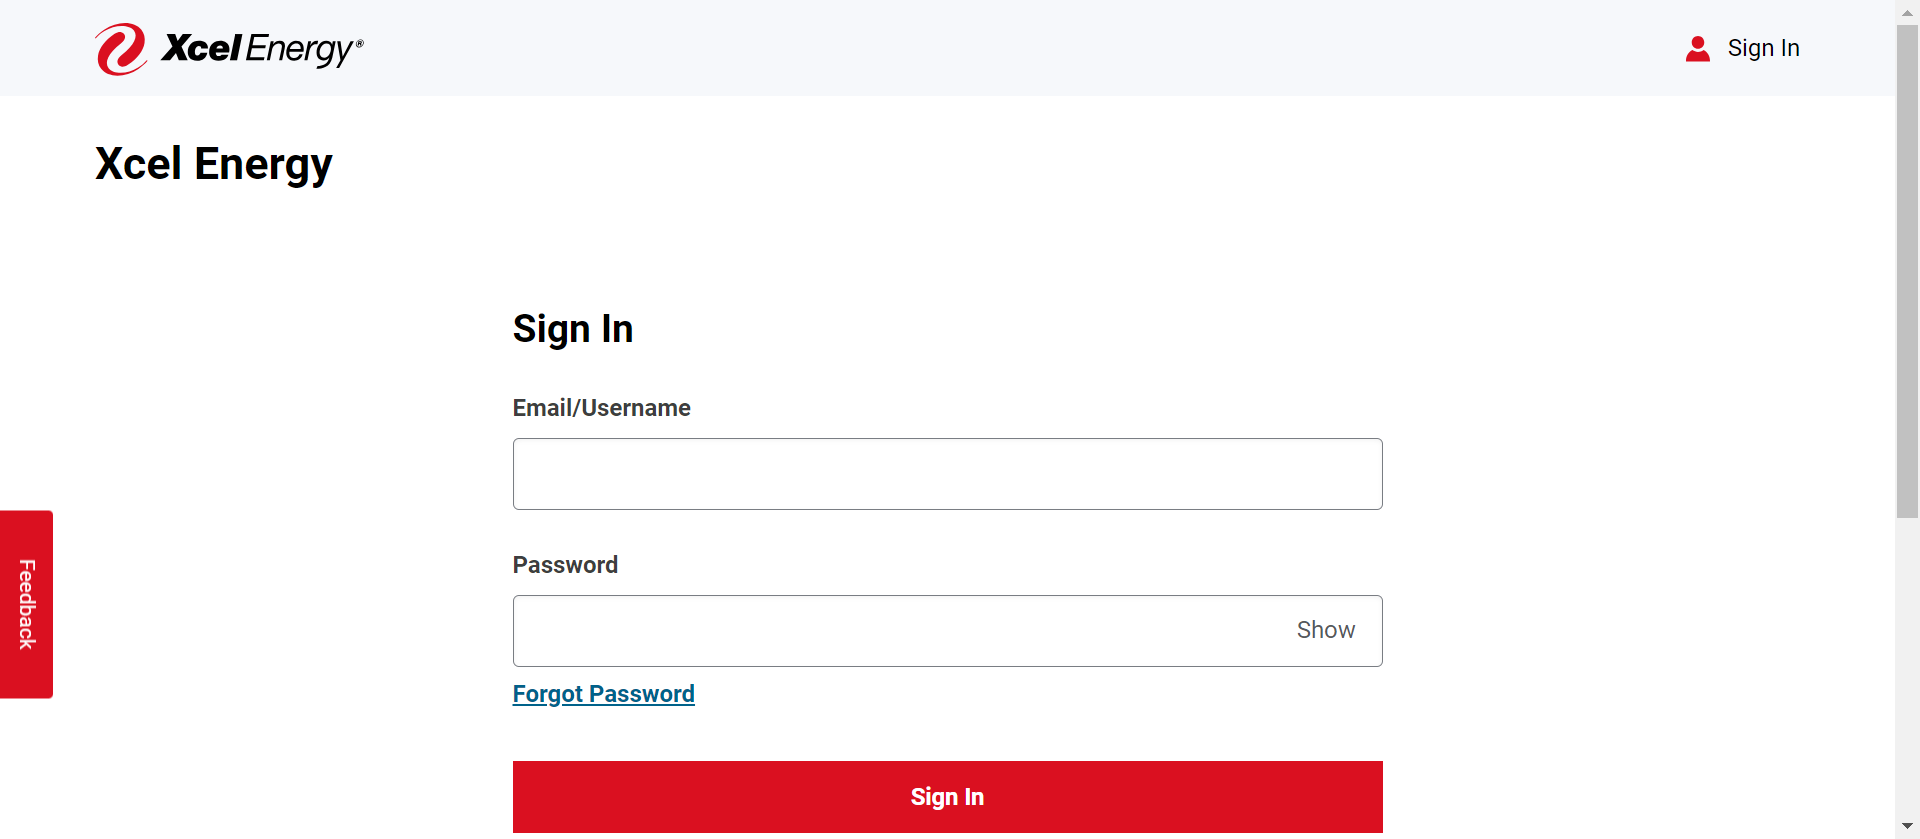 Xcel Energy®
Sign In
Xcel Energy
Sign In
Email/Username
Password
Show
Forgot Password
Sign In
Feedback